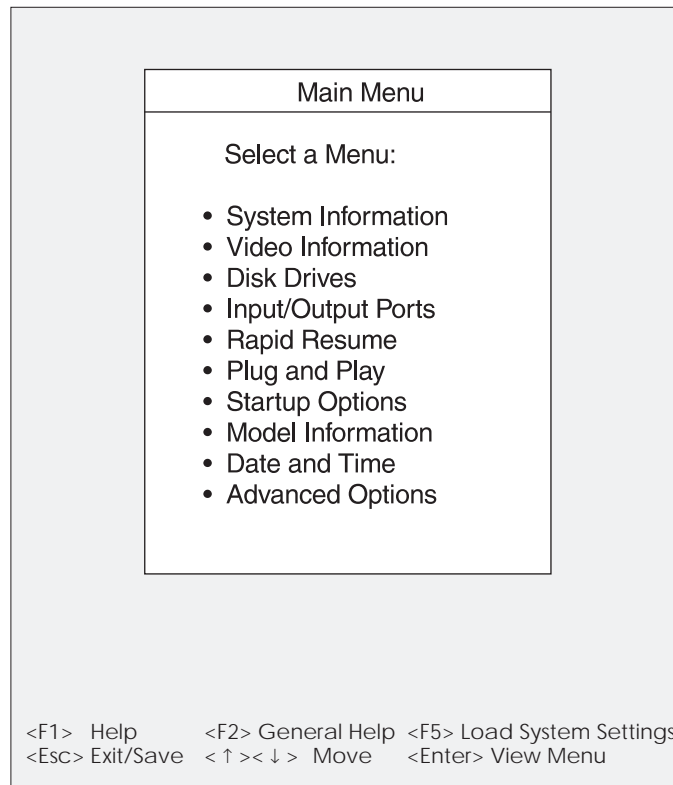 Main Menu
Select a Menu:
• System Information
• Video Information
• Disk Drives
• Input/Output Ports
• Rapid Resume
• Plug and Play
• Startup Options
• Model Information
• Date and Time
• Advanced Options
<F1> Help <F2> General Help <F5> Load System Settings
<Esc> Exit/Save <↑><↓> Move <Enter> View Menu